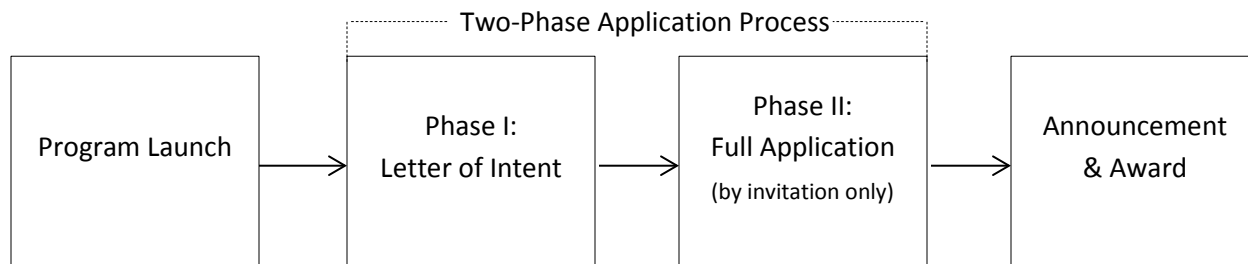 Two-Phase Application Process
Program Launch
Phase I:
Letter of Intent
Phase II:
Full Application
(by invitation only)
Announcement
& Award